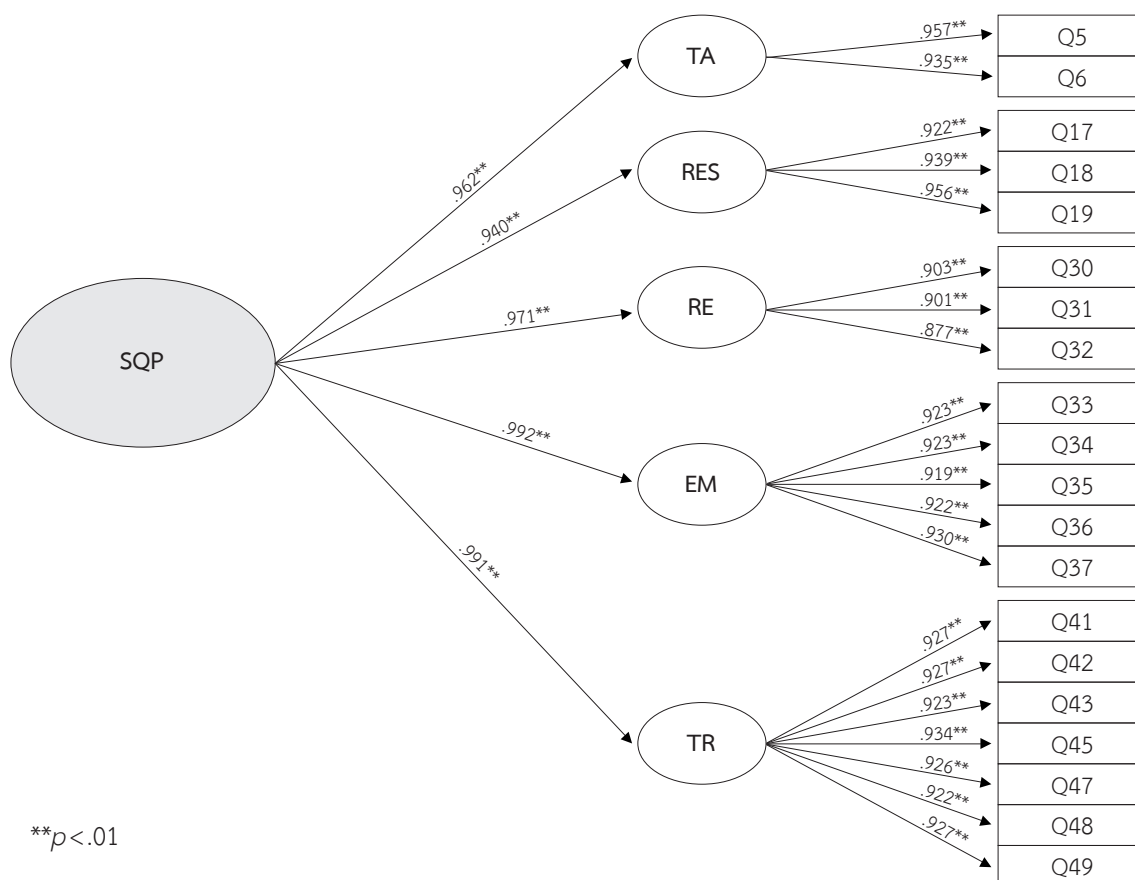 .957**
Q5
TA
.935**
Q6
.922**
Q17
.962**
RES
.939**
Q18
.956**
Q19
.940**
.903**
Q30
RE
.901**
Q31
.971**
.877**
Q32
SQP
.923**
Q33
.923**
Q34
.992**
EM
.919**
Q35
.922**
Q36
.930**
Q37
.991**
.927**
Q41
.927**
Q42
.923**
Q43
TR
.934**
Q45
.926**
Q47
.922**
Q48
.927**
Q49
**p<.01